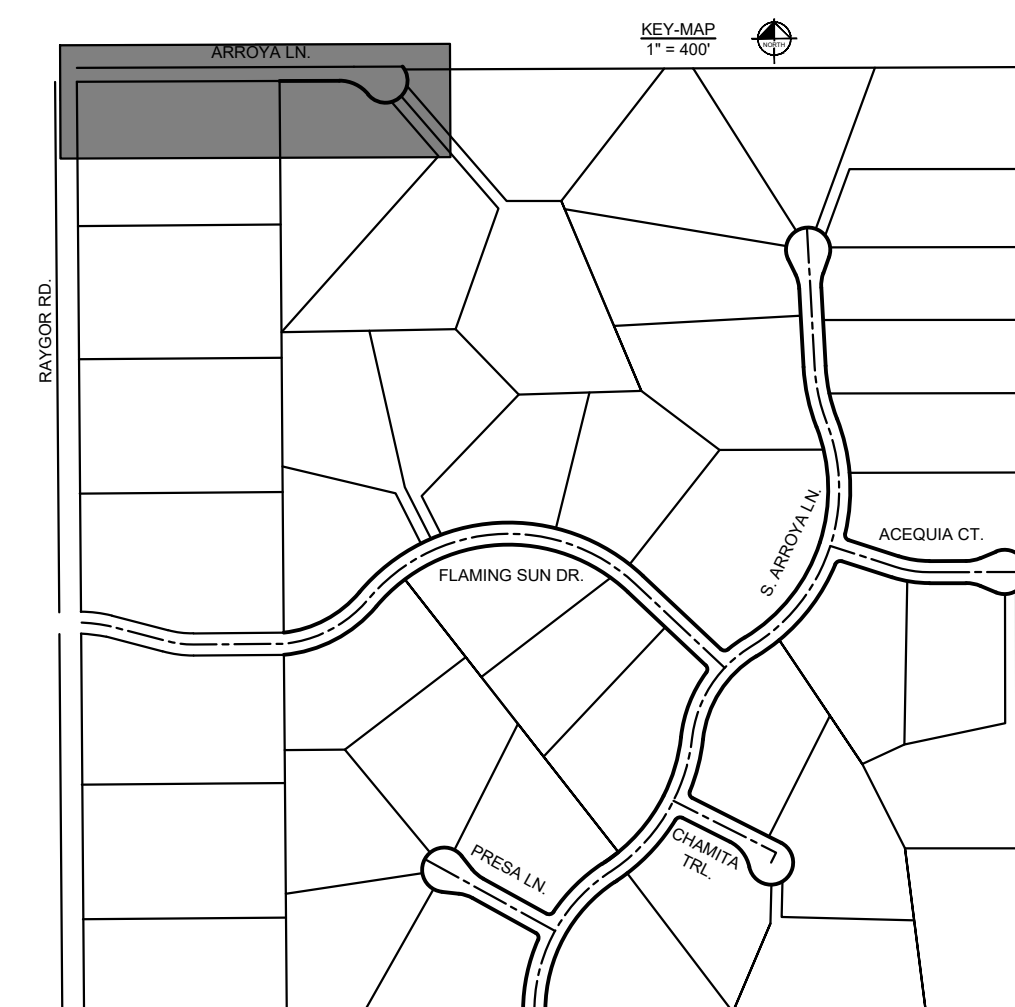 KEY-MAP
1" = 400'
NORTH
ARROYA LN.
RAYGOR RD.
S. ARROYA LN.
ACEQUIA CT.
FLAMING SUN DR.
PRESA LN.
CHAMITA
TRL.